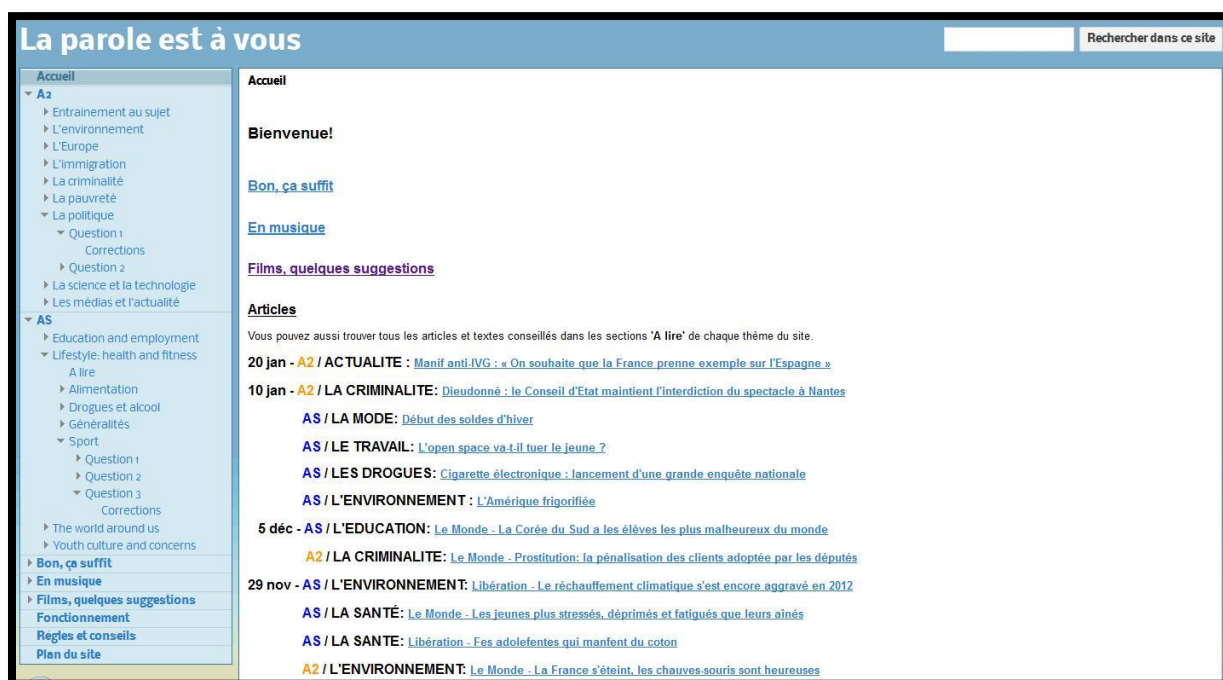 La parole est à vous
Rechercher dans ce site
Accueil
A2
Entrainement au sujet
L'environnement
L'Europe
L'immigration
La criminalité
La pauvreté
La politique
Question 1
Corrections
Question 2
La science et la technologie
Les médias et l'actualité
AS
Education and employment
Lifestyle: health and fitness
A lire
Alimentation
Drogues et alcool
Généralités
Sport
Question 1
Question 2
Question 3
Corrections
The world around us
Youth culture and concerns
Bon, ça suffit
En musique
Films, quelques suggestions
Fonctionnement
Règles et conseils
Plan du site
Accueil
Bienvenue!
Bon, ça suffit
En musique
Films, quelques suggestions
Articles
Vous pouvez aussi trouver tous les articles et textes conseillés dans les sections 'A lire' de chaque thème du site.
20 jan - A2 / ACTUALITE : Manif anti-IVG : « On souhaite que la France prenne exemple sur l'Espagne »
10 jan - A2 / LA CRIMINALITE: Dieudonné : le Conseil d'Etat maintient l'interdiction du spectacle à Nantes
AS / LA MODE: Début des soldes d'hiver
AS / LE TRAVAIL: L'open space va-t-il tuer le jeune ?
AS / LES DROGUES: Cigarette électronique : lancement d'une grande enquête nationale
AS / L'ENVIRONNEMENT : L'Amérique frigorifiée
5 déc - AS / L'EDUCATION: Le Monde - La Corée du Sud a les élèves les plus malheureux du monde
A2 / LA CRIMINALITE: Le Monde - Prostitution: la pénalisation des clients adoptée par les députés
29 nov - AS / L'ENVIRONNEMENT: Libération - Le réchauffement climatique s'est encore aggravé en 2012
AS / LA SANTÉ: Le Monde - Les jeunes plus stressés, déprimés et fatigués que leurs aînés
AS / LA SANTE: Libération - Fes adolefentes qui manfent du coton
A2 / L'ENVIRONNEMENT: Le Monde - La France s'éteint, les chauves-souris sont heureuses